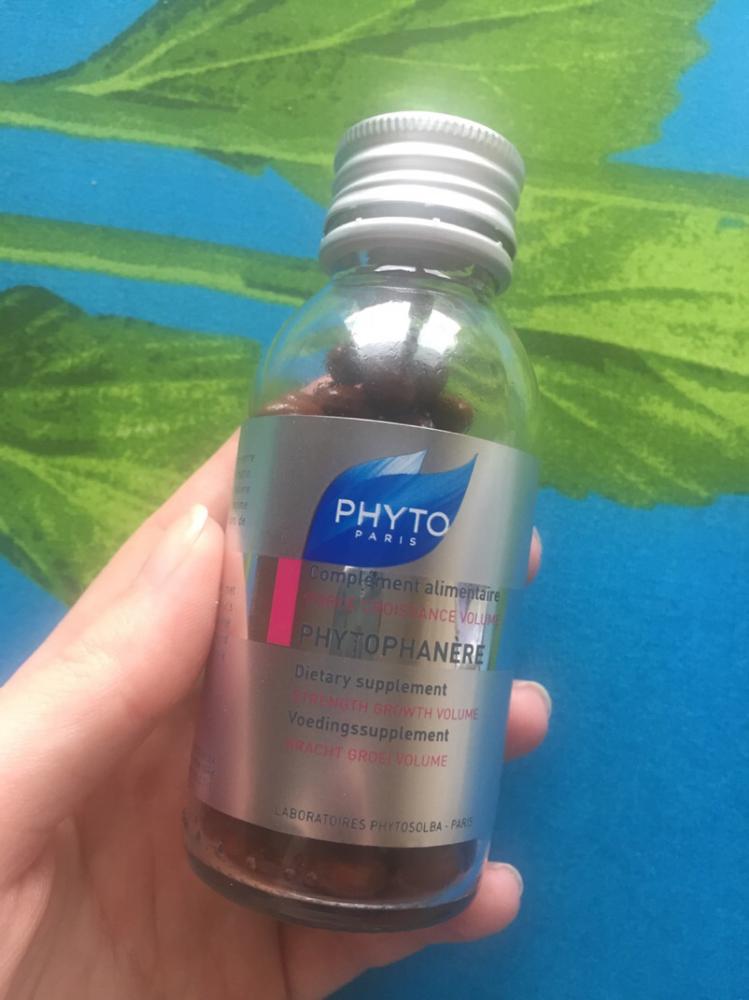 PHYTO
PARIS
Complément alimentaire
FORCE CROISSANCE VOLUME
PHYTOPHANÈRE
Dietary supplement
STRENGTH GROWTH VOLUME
Voedingssupplement
KRACHT GROEI VOLUME
LABORATOIRES PHYTOSOLBA - PARIS